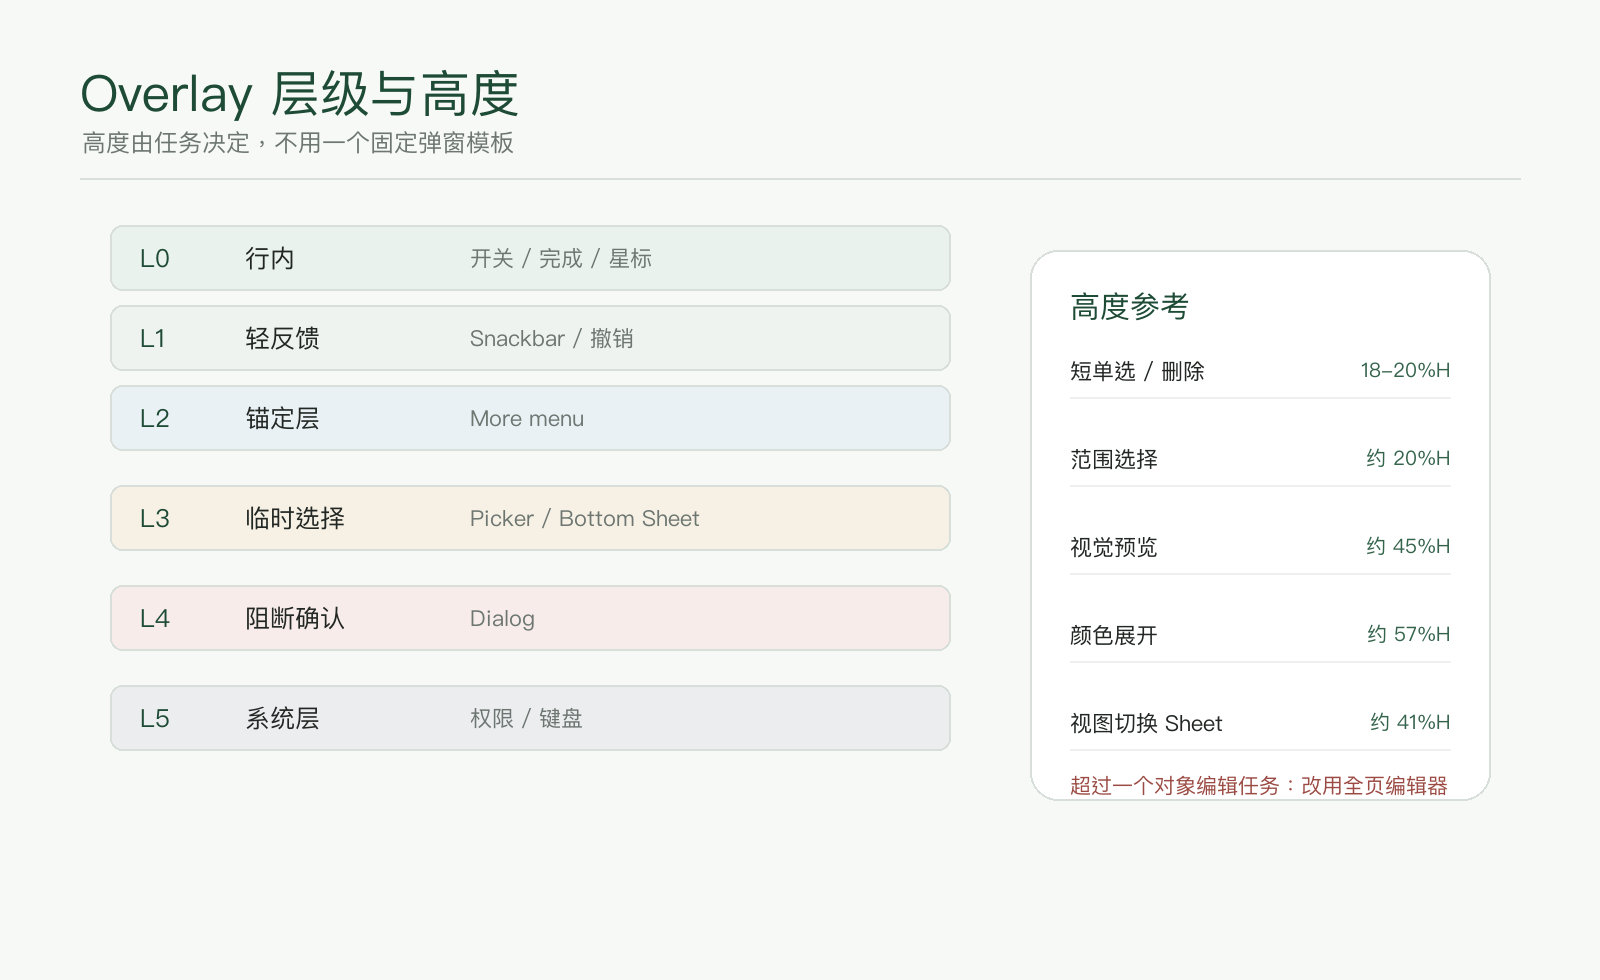 Overlay 层级与高度
高度由任务决定，不用一个固定弹窗模板
L0 行内 开关 / 完成 / 星标
L1 轻反馈 Snackbar / 撤销
L2 锚定层 More menu
L3 临时选择 Picker / Bottom Sheet
L4 阻断确认 Dialog
L5 系统层 权限 / 键盘
高度参考
短单选 / 删除 18–20%H
范围选择 约 20%H
视觉预览 约 45%H
颜色展开 约 57%H
视图切换 Sheet 约 41%H
超过一个对象编辑任务：改用全页编辑器